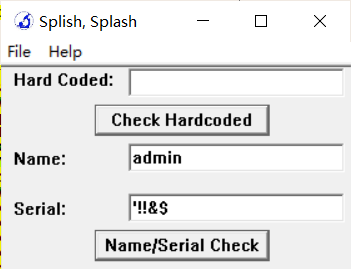 Splish, Splash
File Help
Hard Coded:
Check Hardcoded
Name: admin
Serial: '!!&$
Name/Serial Check